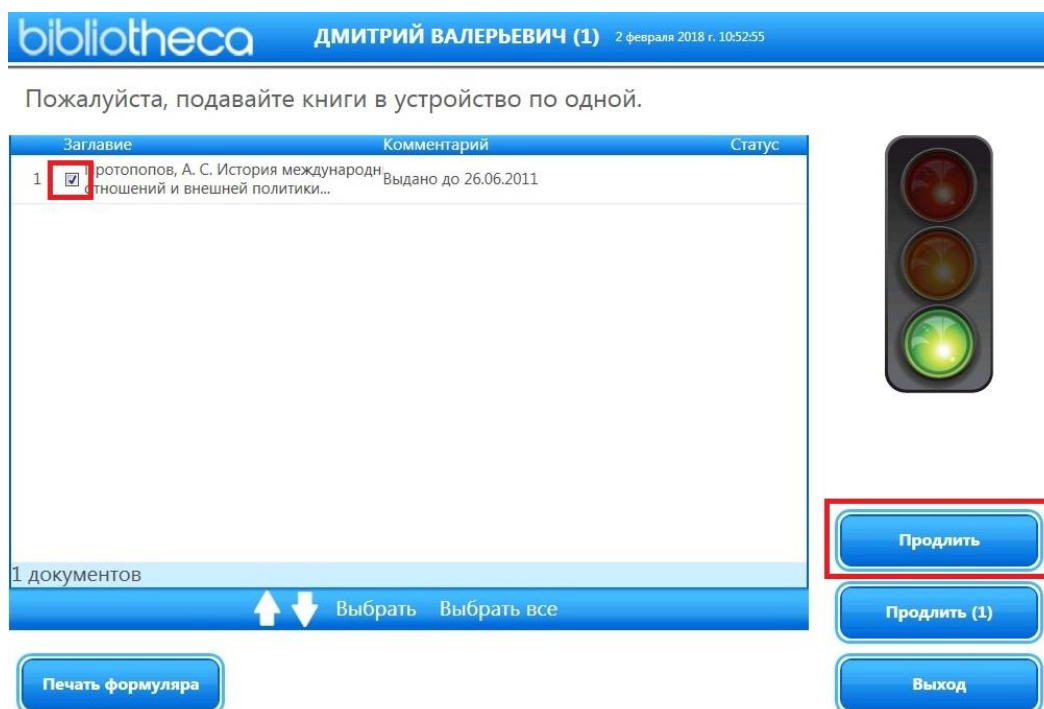 bibliotheca ДМИТРИЙ ВАЛЕРЬЕВИЧ (1) 2 февраля 2018 г. 10:52:55
Пожалуйста, подавайте книги в устройство по одной.
Заглавие Комментарий Статус
1 Протопопов, А. С. История международн Выдано до 26.06.2011
отношений и внешней политики...
1 документов
Выбрать Выбрать все
Продлить
Продлить (1)
Печать формуляра Выход